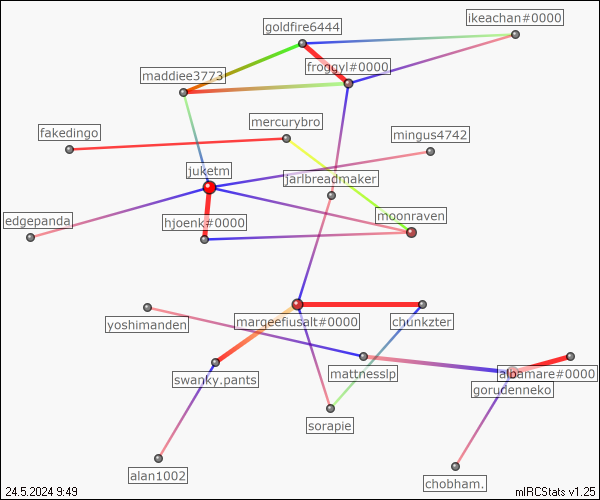 ikeachan#0000
goldfire6444
froggyl#0000
maddiee3773
mercurybro
fakedingo
mingus4742
juketm
jarlbreadmaker
moonraven
edgepanda
hjoenk#0000
margeefiusalt#0000
chunkzter
yoshimanden
mattnesslp
alpamare#0000
swanky.pants
gorudenneko
sorapie
alan1002
chobham.
24.5.2024 9:49
mIRCStats v1.25